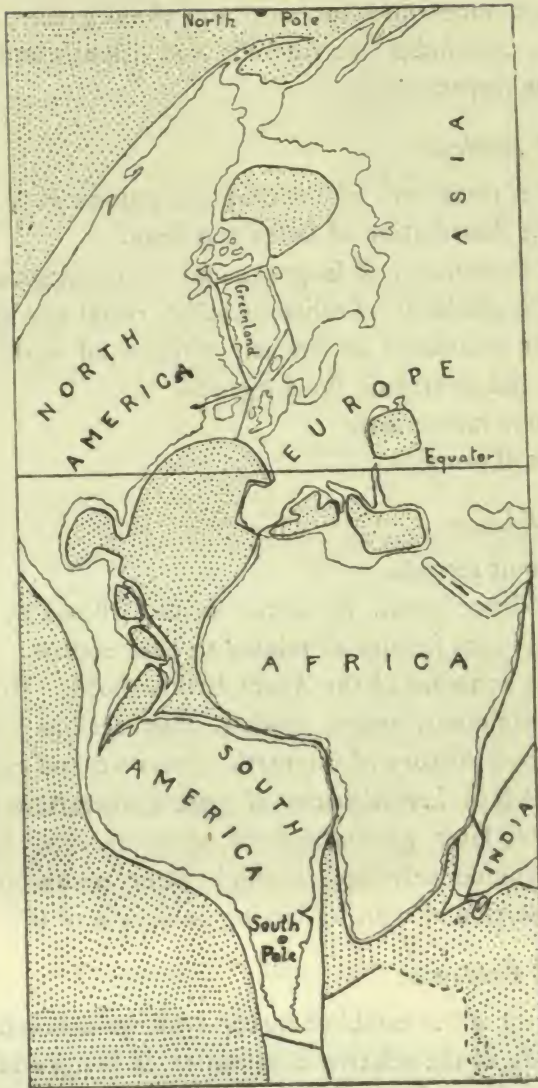 North Pole
ASIA
Greenland
NORTH
AMERICA
EUROPE
Equator
AFRICA
SOUTH
AMERICA
INDIA
South
Pole